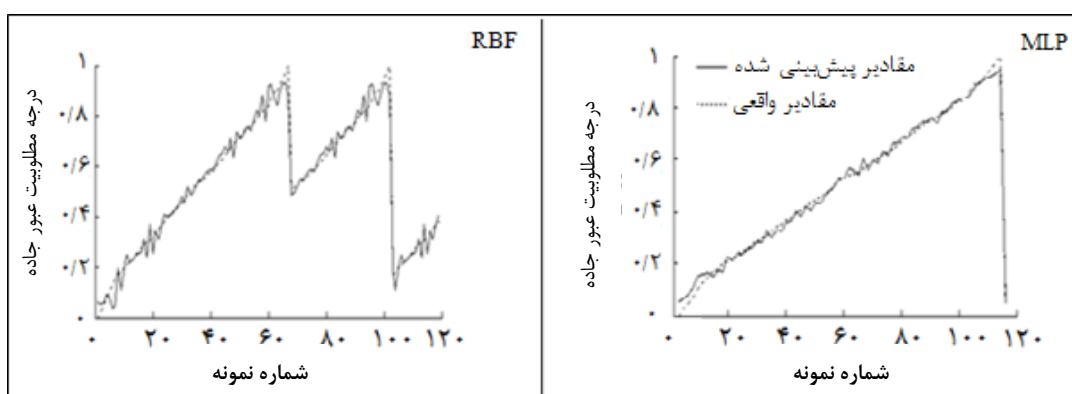 RBF
درجه مطلوبیت عبور جاده
۱
۰/۸
۰/۶
۰/۴
۰/۲
۰
۰ ۲۰ ۴۰ ۶۰ ۸۰ ۱۰۰ ۱۲۰
شماره نمونه
MLP
مقادیر پیش‌بینی شده
مقادیر واقعی
درجه مطلوبیت عبور جاده
۱
۰/۸
۰/۶
۰/۴
۰/۲
۰
۰ ۲۰ ۴۰ ۶۰ ۸۰ ۱۰۰ ۱۲۰
شماره نمونه